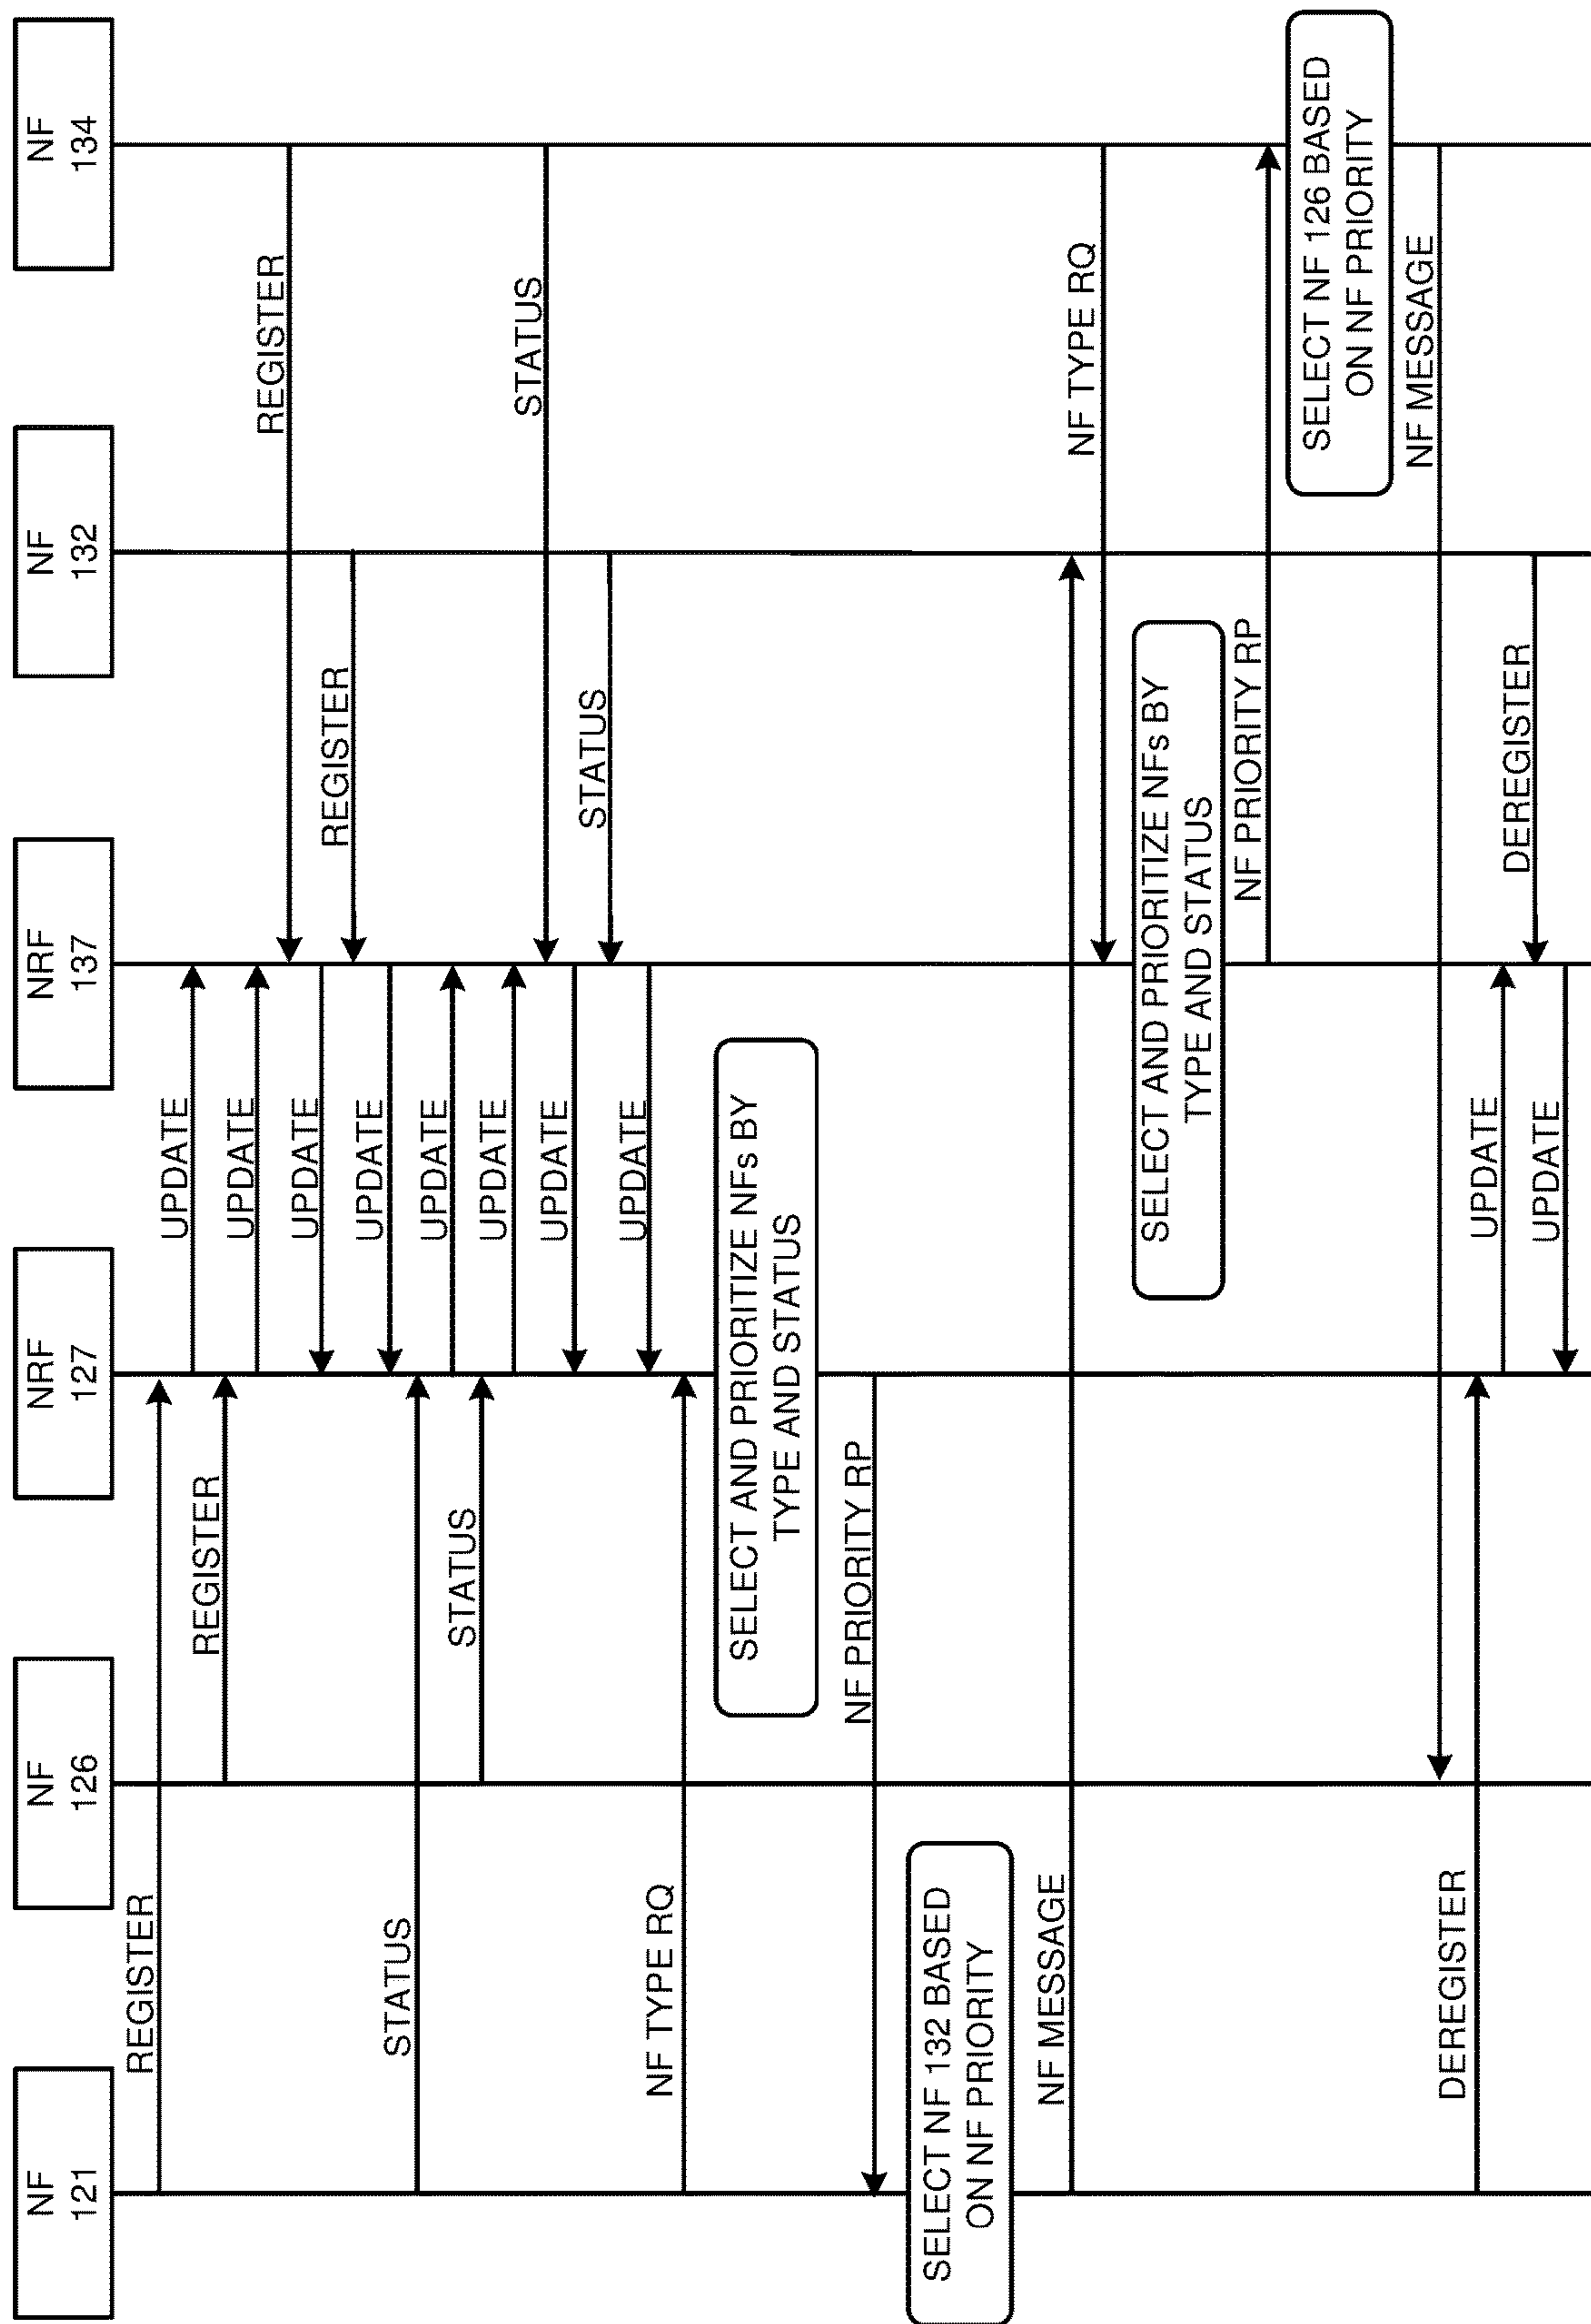 NF
121
NF
126
NRF
127
NRF
137
NF
132
NF
134
REGISTER
UPDATE
REGISTER
UPDATE
REGISTER
UPDATE
REGISTER
UPDATE
STATUS
UPDATE
STATUS
UPDATE
STATUS
UPDATE
STATUS
UPDATE
NF TYPE RQ
SELECT AND PRIORITIZE NFs BY
TYPE AND STATUS
NF PRIORITY RP
SELECT NF 132 BASED
ON NF PRIORITY
NF MESSAGE
NF TYPE RQ
SELECT AND PRIORITIZE NFs BY
TYPE AND STATUS
NF PRIORITY RP
SELECT NF 126 BASED
ON NF PRIORITY
NF MESSAGE
DEREGISTER
UPDATE
DEREGISTER
UPDATE